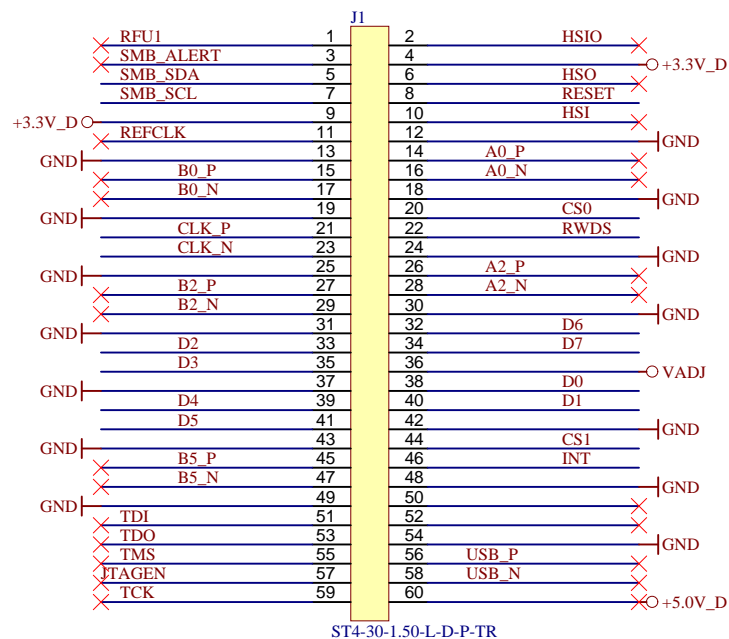 J1
RFU1 1 2 HSIO
SMB_ALERT 3 4 +3.3V_D
SMB_SDA 5 6 HSO
SMB_SCL 7 8 RESET
+3.3V_D 9 10 HSI
REFCLK 11 12 GND
GND 13 14 A0_P
B0_P 15 16 A0_N
B0_N 17 18 GND
GND 19 20 CS0
CLK_P 21 22 RWDS
CLK_N 23 24 GND
GND 25 26 A2_P
B2_P 27 28 A2_N
B2_N 29 30 GND
GND 31 32 D6
D2 33 34 D7
D3 35 36 VADJ
GND 37 38 D0
D4 39 40 D1
D5 41 42 GND
GND 43 44 CS1
B5_P 45 46 INT
B5_N 47 48 GND
GND 49 50
TDI 51 52
TDO 53 54 GND
TMS 55 56 USB_P
JTAGEN 57 58 USB_N
TCK 59 60 +5.0V_D
ST4-30-1.50-L-D-P-TR